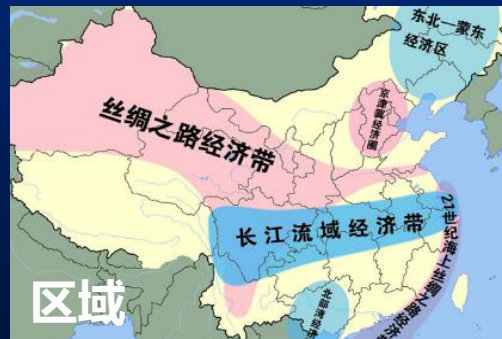 东北—蒙东
经济区
京津冀经济圈
丝绸之路经济带
长江流域经济带
21世纪海上丝绸之路经济
北部湾经济
区域